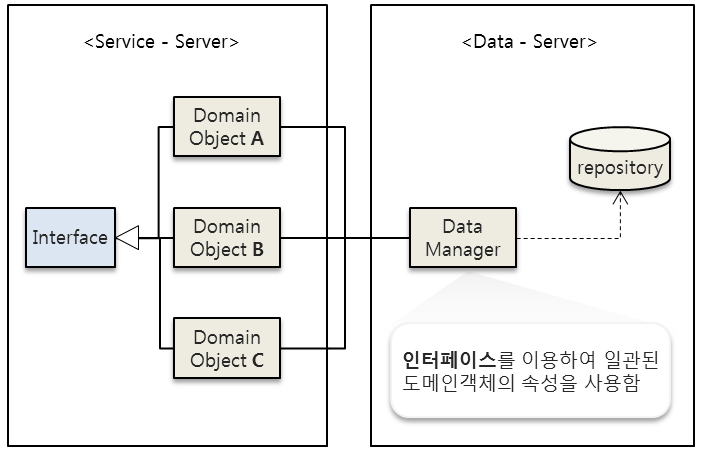 <Service - Server>
<Data - Server>
Domain
Object A
repository
Interface
Domain
Object B
Data
Manager
Domain
Object C
인터페이스를 이용하여 일관된
도메인객체의 속성을 사용함